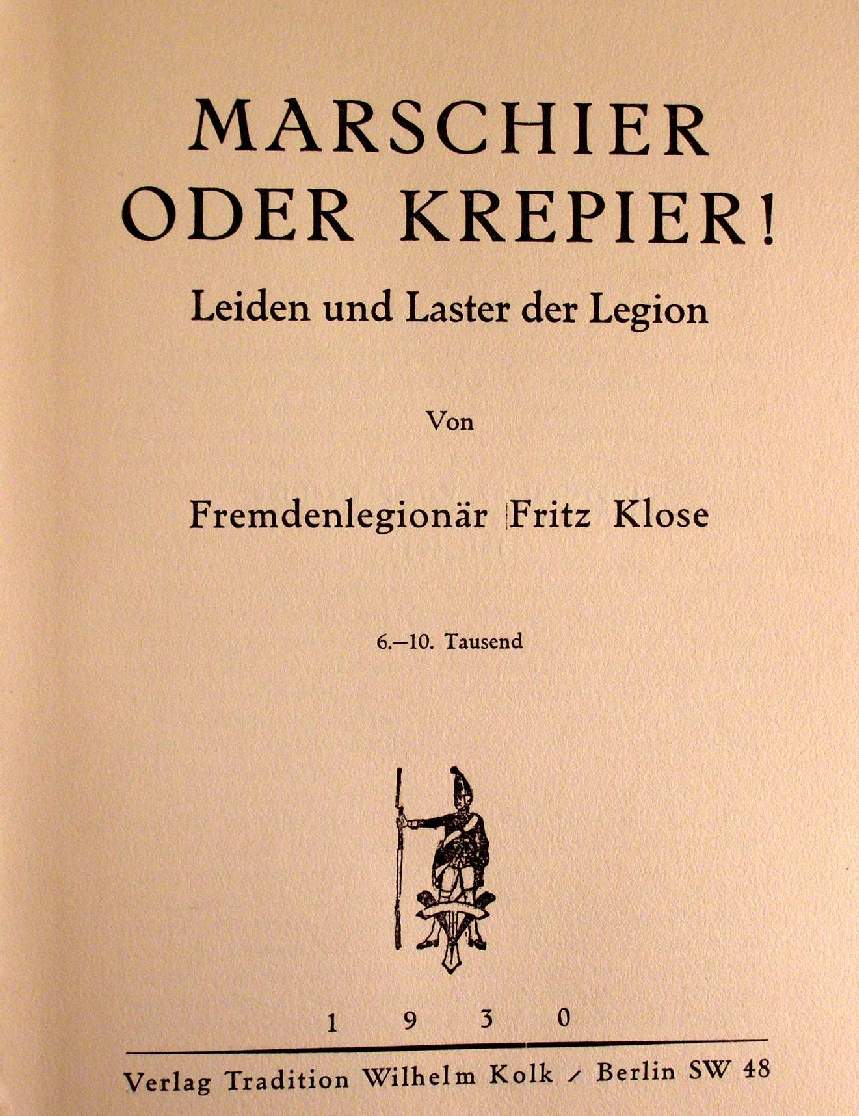 MARSCHIER
ODER KREPIER!
Leiden und Laster der Legion
Von
Fremdenlegionär Fritz Klose
6.—10. Tausend
1 9 3 0
Verlag Tradition Wilhelm Kolk / Berlin SW 48